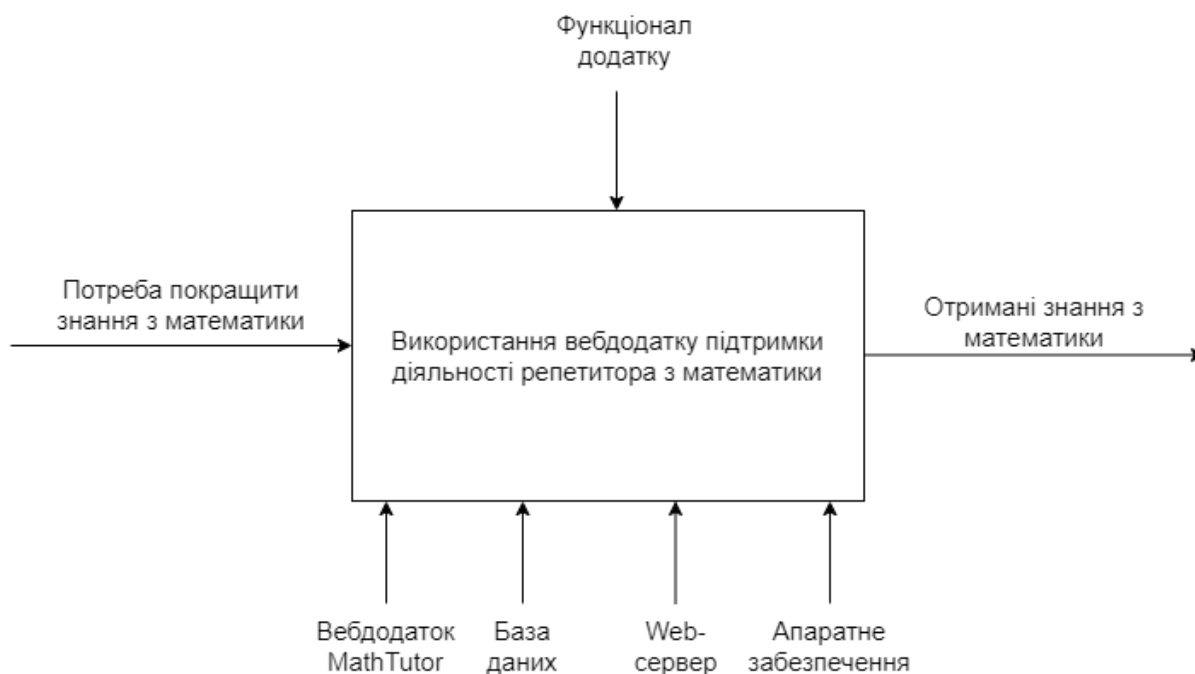 Функціонал
додатку
Потреба покращити
знання з математики
Використання вебдодатку підтримки
діяльності репетитора з математики
Отримані знання з
математики
Вебдодаток
MathTutor
База
даних
Web-
сервер
Апаратне
забезпечення